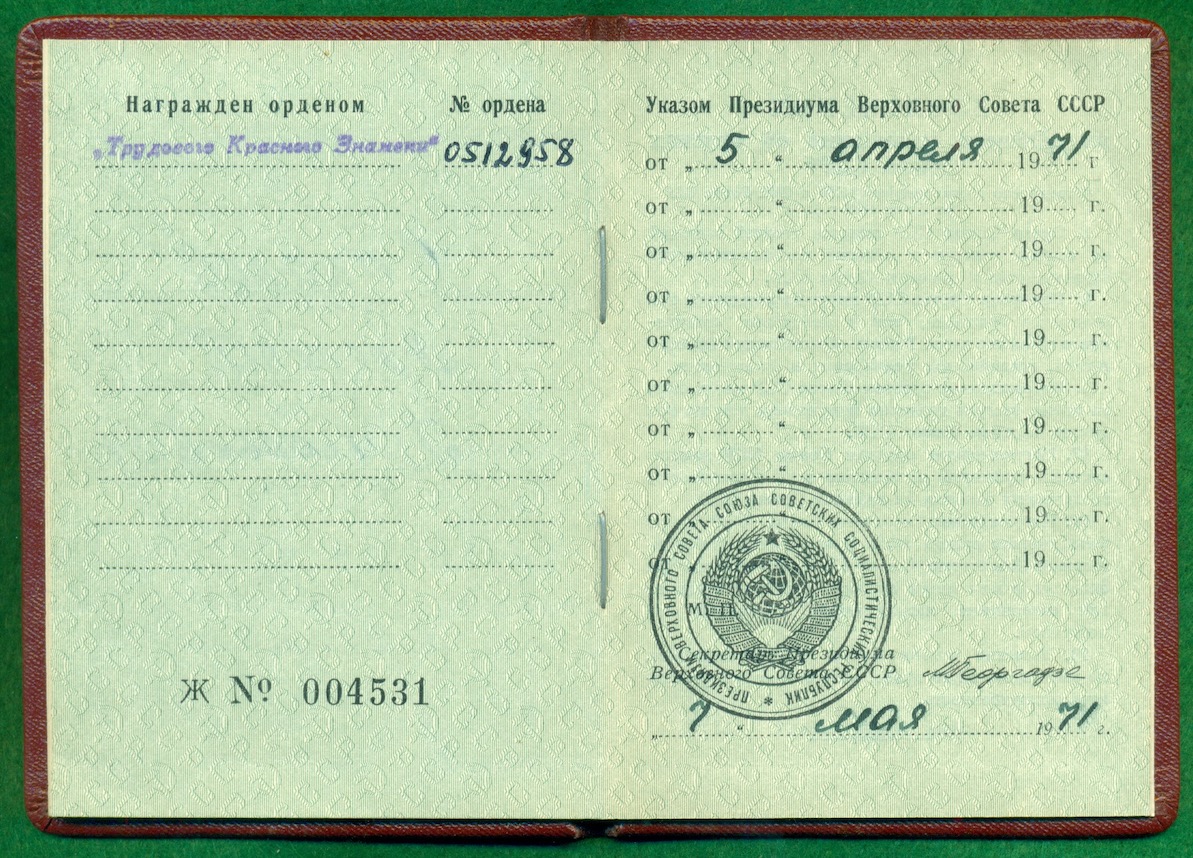 Награжден орденом
№ ордена
„Трудового Красного Знамени“ 0512958
Ж № 004531
Указом Президиума Верховного Совета СССР
от „ 5 “ апреля 1971 г
от „ “ 19 г.
от „ “ 19 г.
от „ “ 19 г.
от „ “ 19 г.
от „ “ 19 г.
от „ “ 19 г.
от „ “ 19 г.
от „ “ 19 г.
от „ “ 19 г.
ПРЕЗИДИУМ ВЕРХОВНОГО СОВЕТА СОЮЗА СОВЕТСКИХ СОЦИАЛИСТИЧЕСКИХ РЕСПУБЛИК *
М. П.
Секретарь Президиума
Верховного Совета СССР МГеоргадзе
„ 7 “ мая 1971 г.